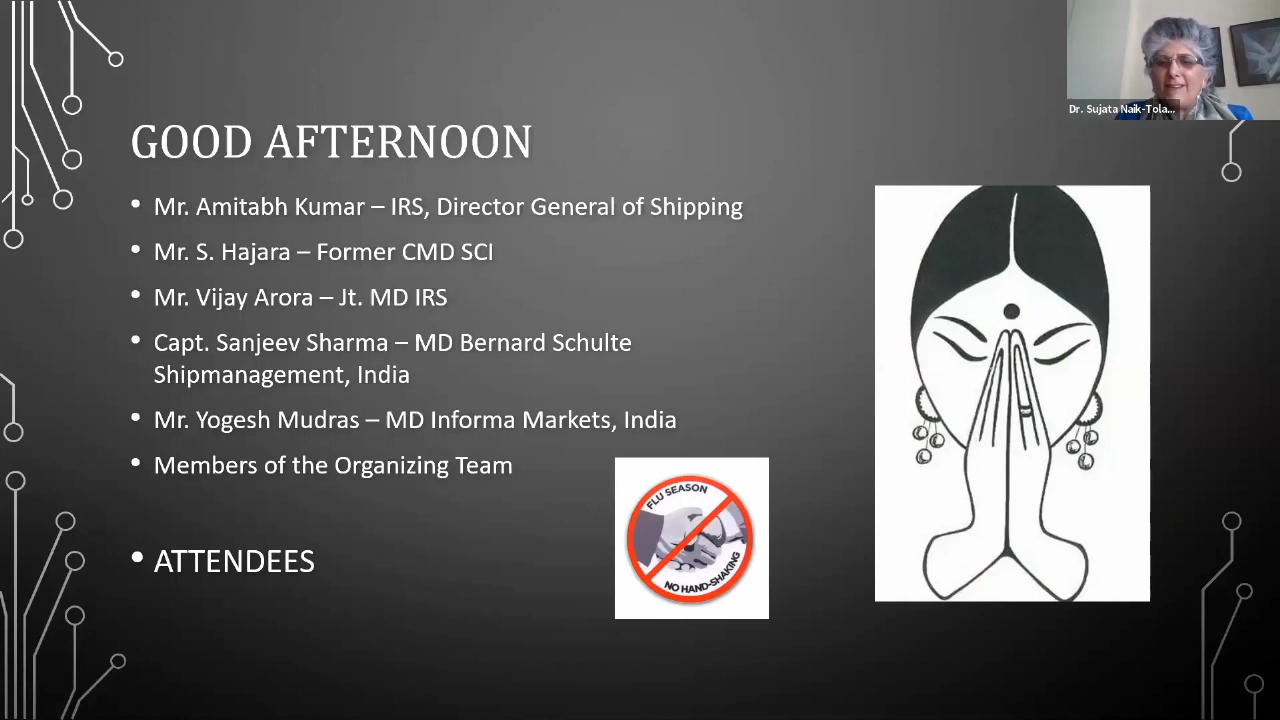 Dr. Sujata Naik-Tola...
GOOD AFTERNOON
• Mr. Amitabh Kumar – IRS, Director General of Shipping
• Mr. S. Hajara – Former CMD SCI
• Mr. Vijay Arora – Jt. MD IRS
• Capt. Sanjeev Sharma – MD Bernard Schulte
Shipmanagement, India
• Mr. Yogesh Mudras – MD Informa Markets, India
• Members of the Organizing Team
FLU SEASON
NO HAND-SHAKING
• ATTENDEES